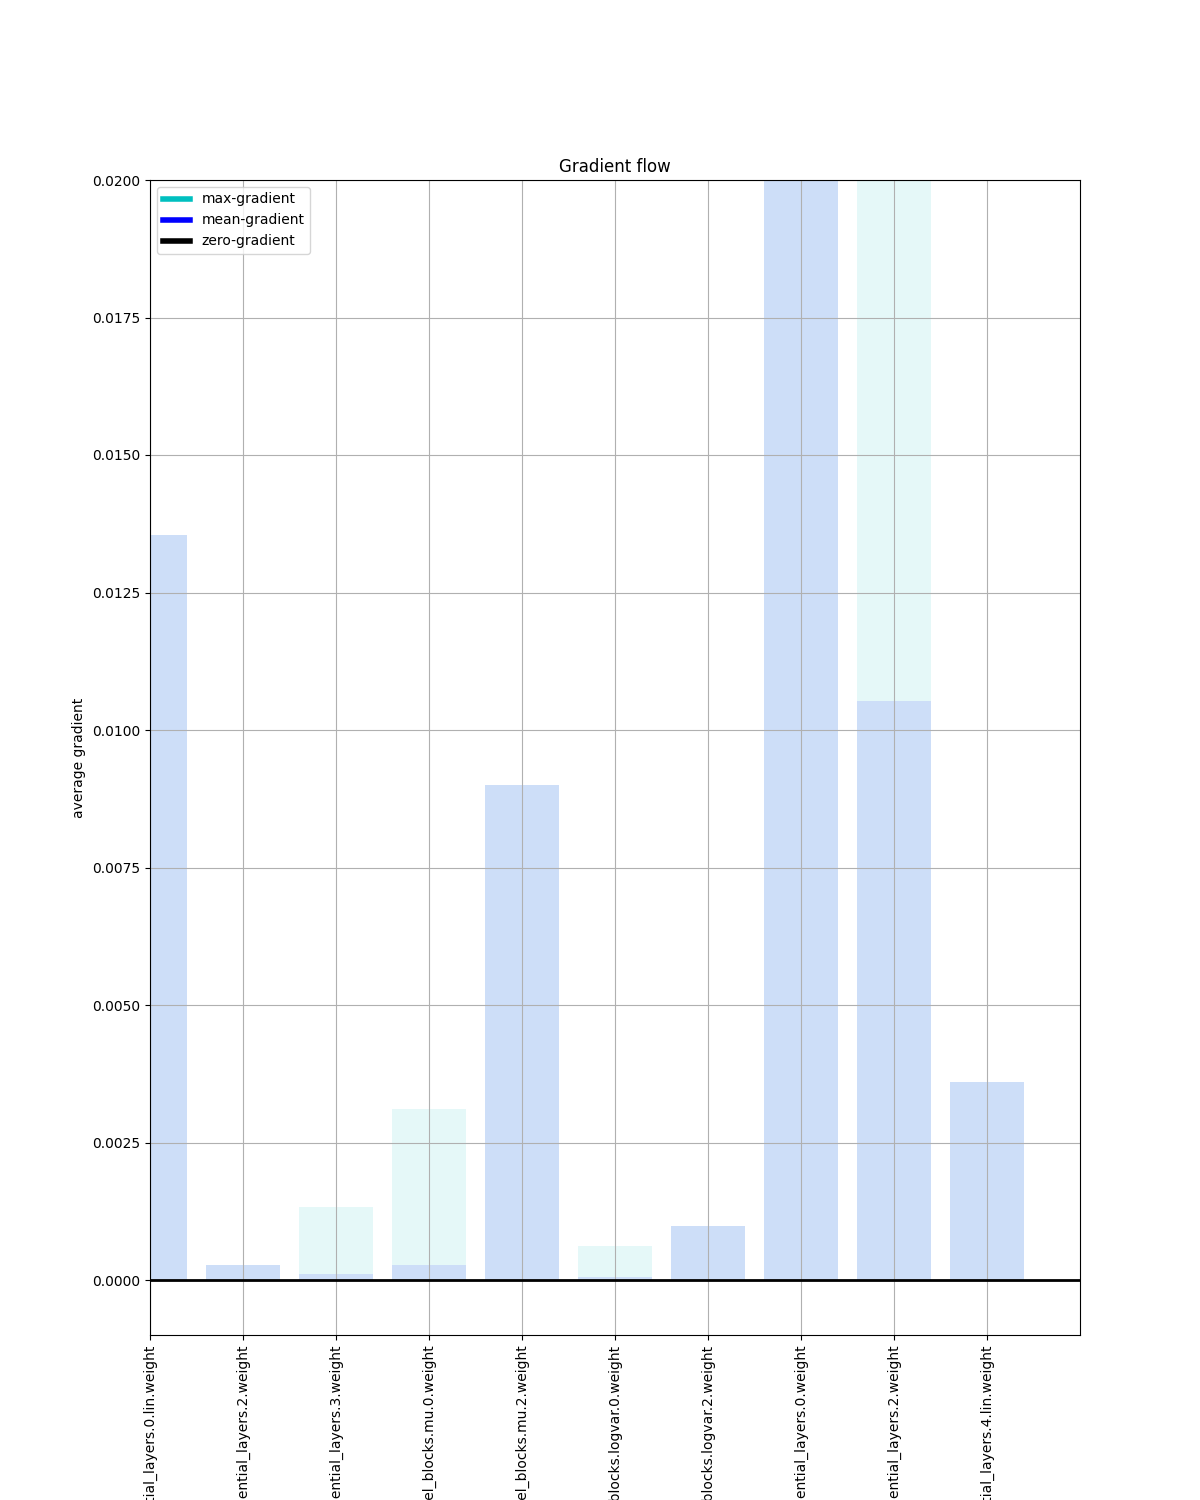 Gradient flow
max-gradient
mean-gradient
zero-gradient
0.0200
0.0175
0.0150
0.0125
0.0100
0.0075
0.0050
0.0025
0.0000
average gradient
tial_layers.0.lin.weight
ential_layers.2.weight
ential_layers.3.weight
el_blocks.mu.0.weight
el_blocks.mu.2.weight
blocks.logvar.0.weight
blocks.logvar.2.weight
ential_layers.0.weight
ential_layers.2.weight
tial_layers.4.lin.weight